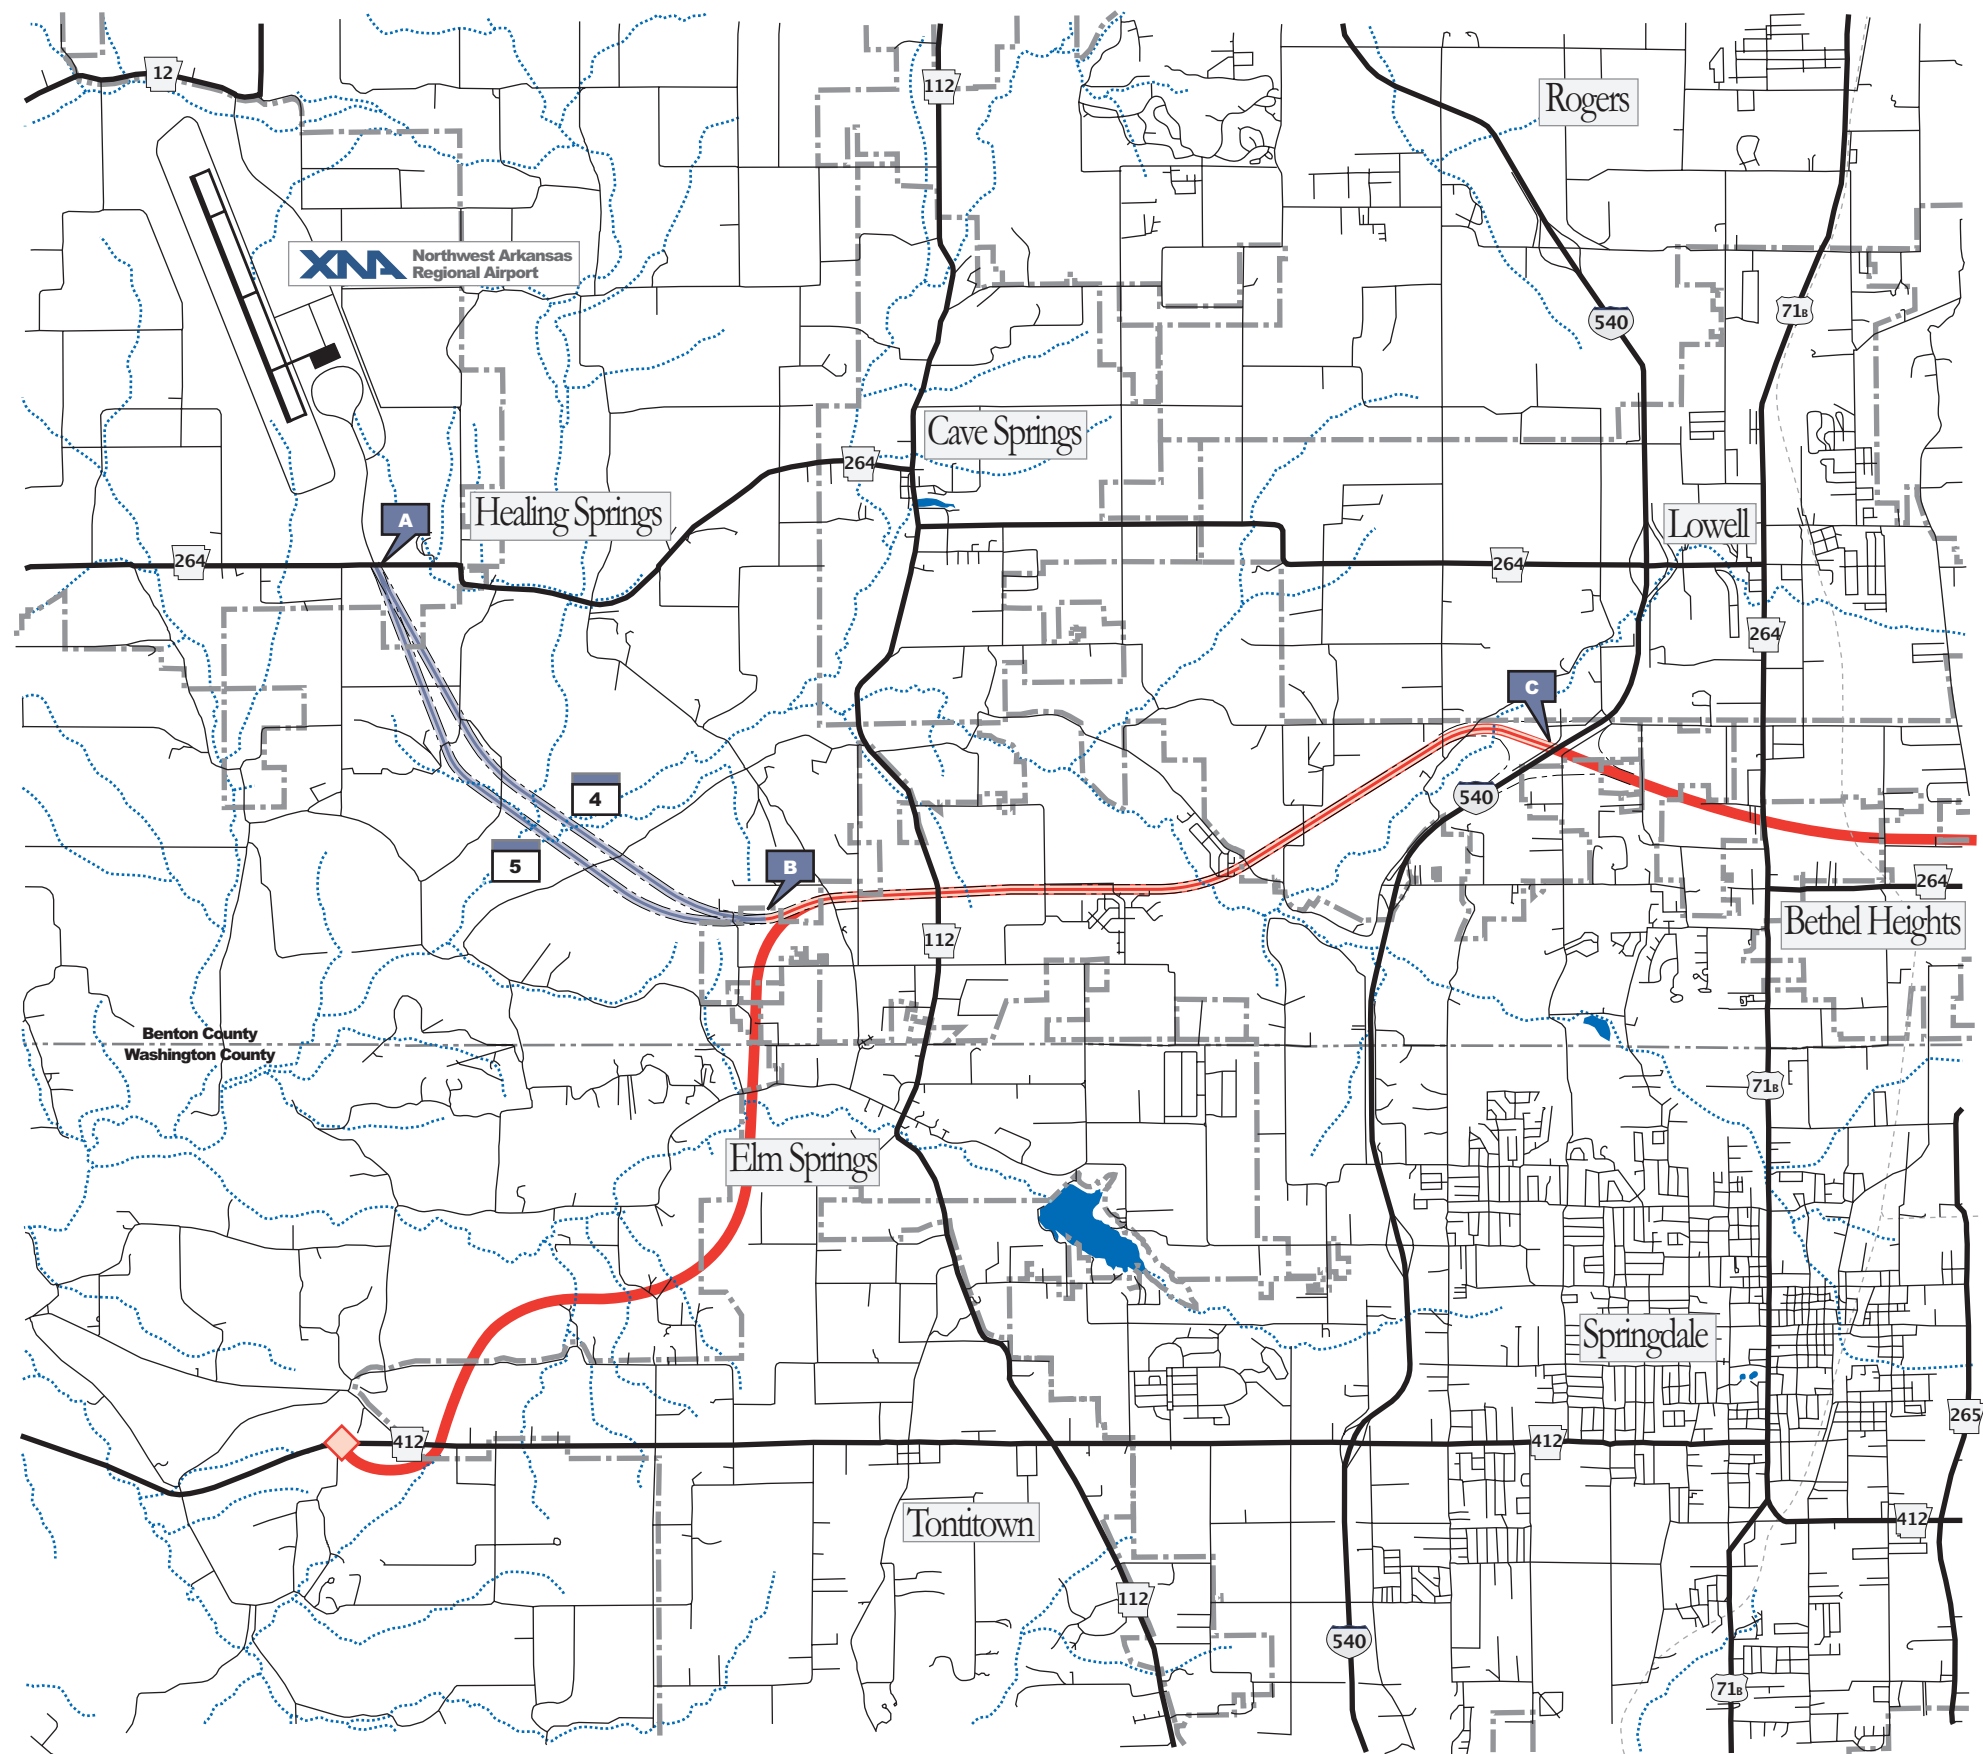 12
112
Rogers
XNA Northwest Arkansas
Regional Airport
540
71B
Cave Springs
264
Healing Springs
A
Lowell
264
264
264
C
4
540
5
B
264
Bethel Heights
112
Benton County
Washington County
71B
Elm Springs
Springdale
265
412
412
Tontitown
412
112
540
71B